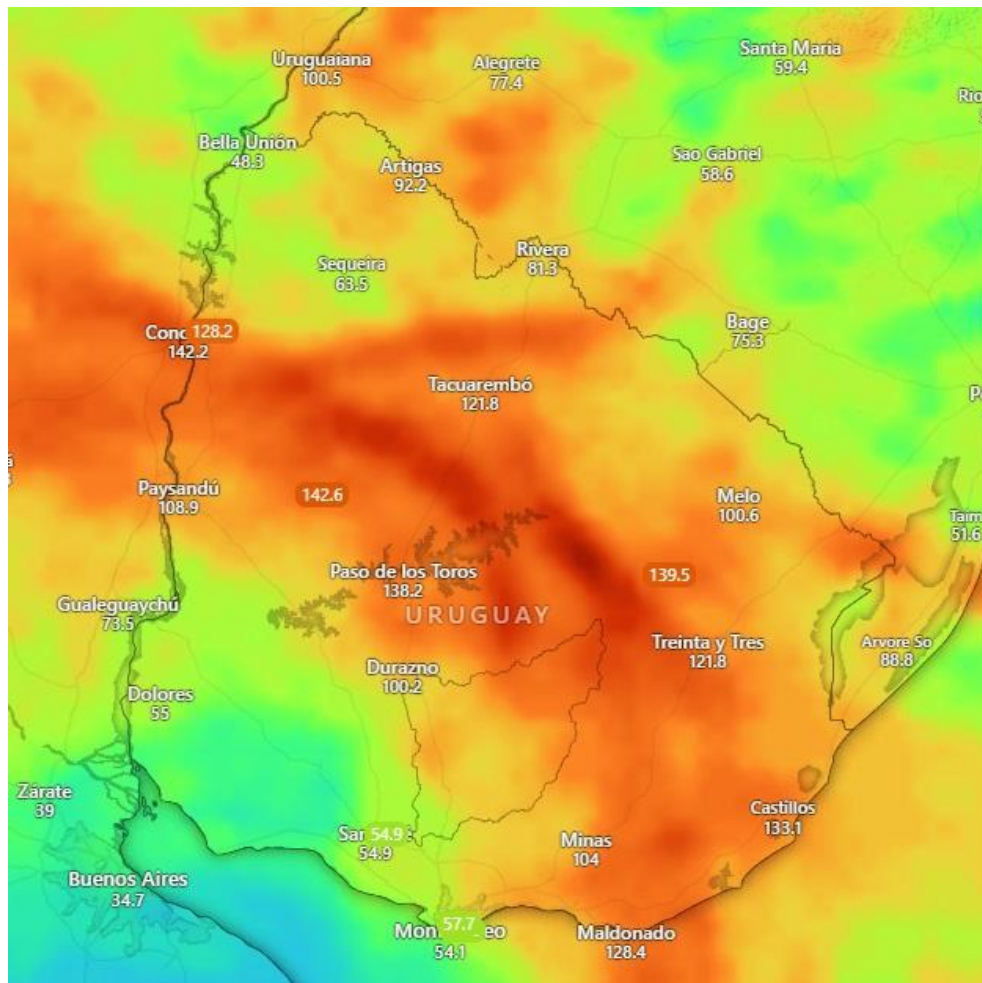 Uruguaiana
100.5
Alegrete
77.4
Santa Maria
59.4
Rio
Bella Unión
48.3
Artigas
92.2
Sao Gabriel
58.6
Rivera
81.3
Sequeira
63.5
Conc 128.2
142.2
Bage
75.3
Tacuarembó
121.8
P
Paysandú
108.9
142.6
Melo
100.6
Taim
51.6
Paso de los Toros
138.2
139.5
Gualeguaychú
73.5
URUGUAY
Treinta y Tres
121.8
Arvore So
88.8
Durazno
100.2
Dolores
55
Zárate
39
Castillos
133.1
San 54.9
54.9
Minas
104
Buenos Aires
34.7
Mon 57.7 eo
54.1
Maldonado
128.4